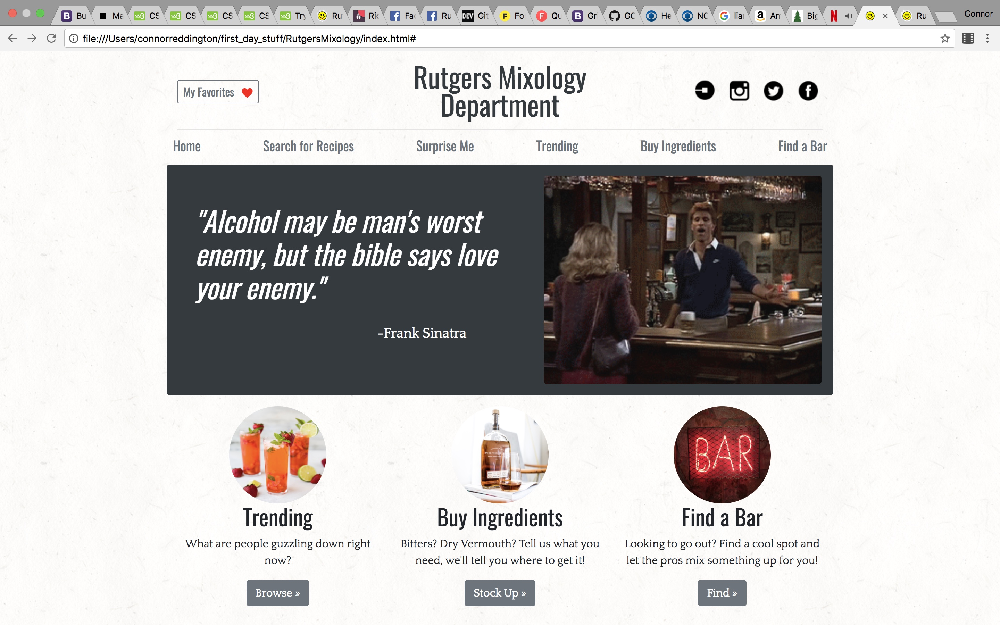 Bu
Ma
CS
CS
CS
CS
Try
Ru
Ric
Fac
Ru
DEV Git
F Fo
F Qu
B Gri
GC
He
NC
lia
a Am
Big
N
Ru
Connor
file:///Users/connorreddington/first_day_stuff/RutgersMixology/index.html#
My Favorites
Rutgers Mixology
Department
Home Search for Recipes Surprise Me Trending Buy Ingredients Find a Bar
"Alcohol may be man's worst
enemy, but the bible says love
your enemy."
–Frank Sinatra
BAR
Trending
What are people guzzling down right
now?
Browse »
Buy Ingredients
Bitters? Dry Vermouth? Tell us what you
need, we'll tell you where to get it!
Stock Up »
Find a Bar
Looking to go out? Find a cool spot and
let the pros mix something up for you!
Find »